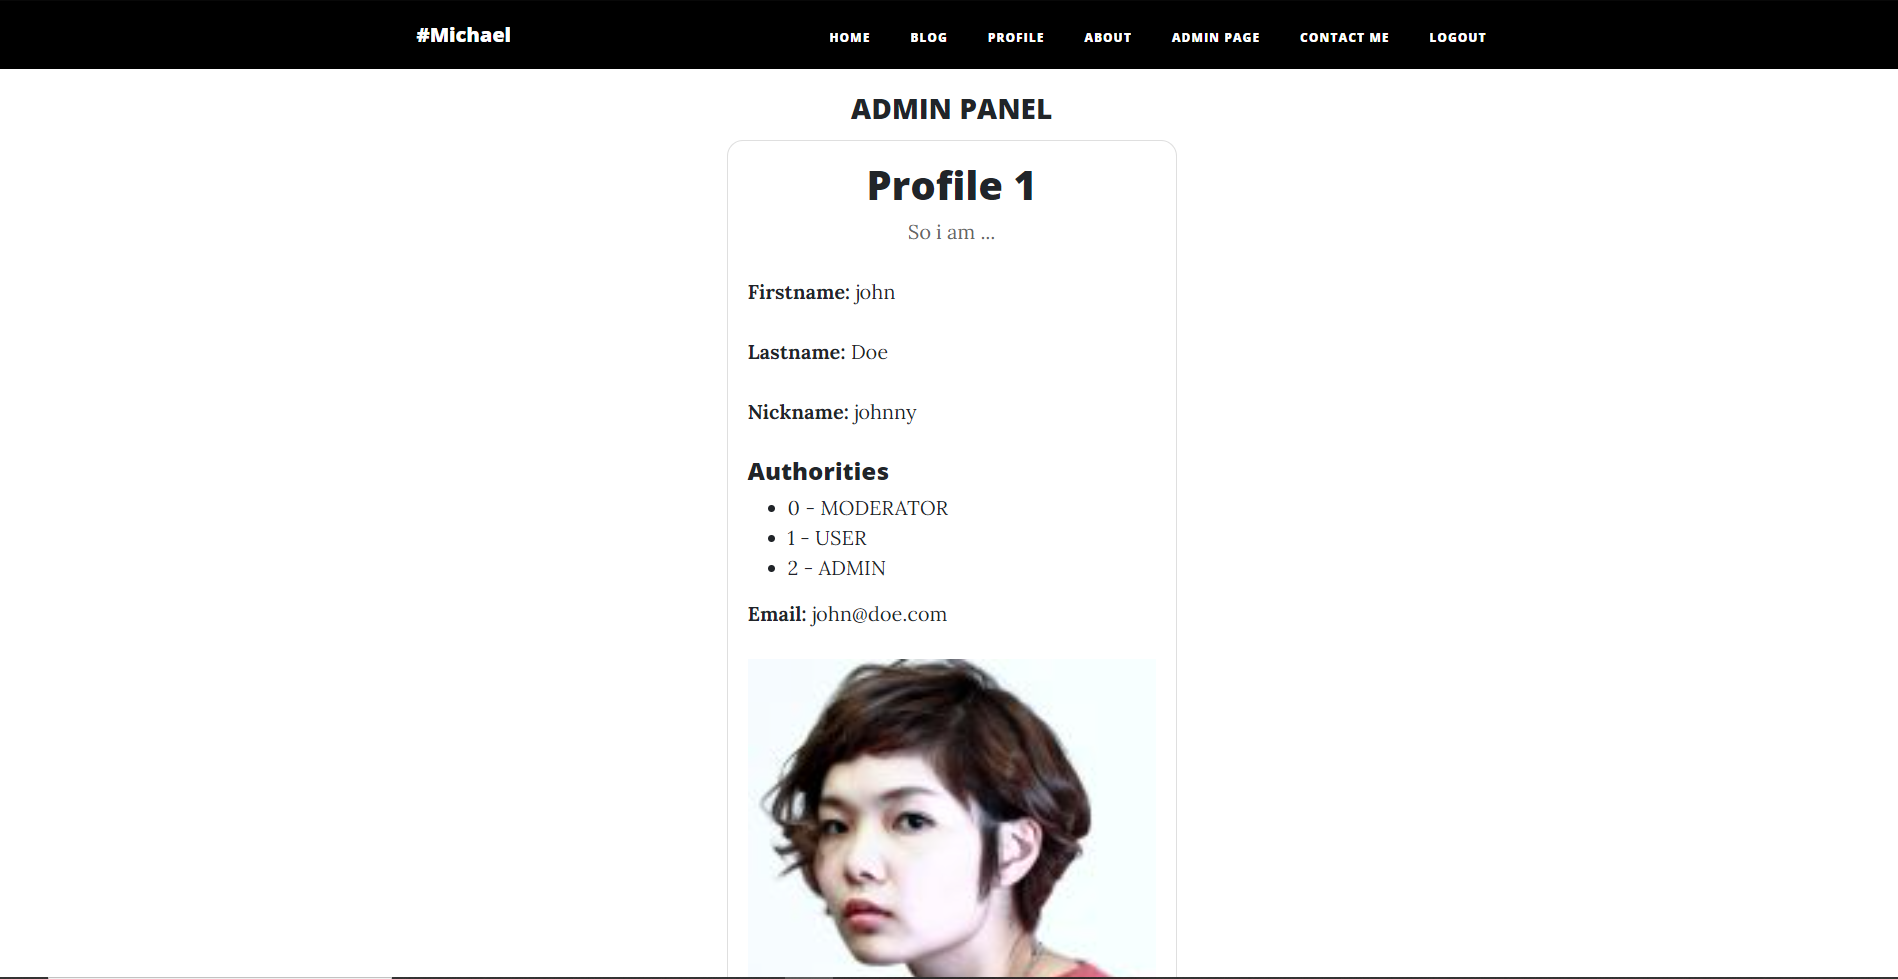 #Michael
HOME BLOG PROFILE ABOUT ADMIN PAGE CONTACT ME LOGOUT
ADMIN PANEL
Profile 1
So i am ...
Firstname: john
Lastname: Doe
Nickname: johnny
Authorities
0 - MODERATOR
1 - USER
2 - ADMIN
Email: john@doe.com